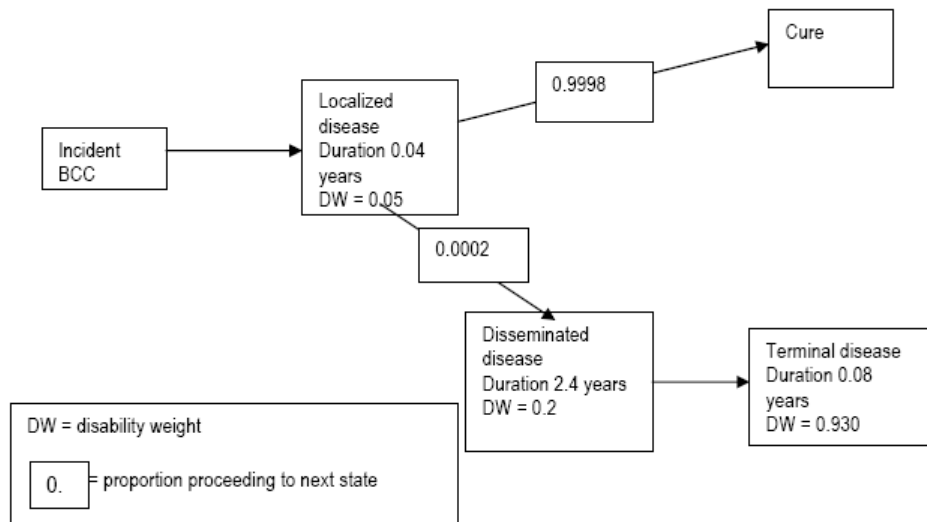 Cure
0.9998
Localized
disease
Duration 0.04
years
DW = 0.05
Incident
BCC
0.0002
Disseminated
disease
Duration 2.4 years
DW = 0.2
Terminal disease
Duration 0.08
years
DW = 0.930
DW = disability weight
0. = proportion proceeding to next state